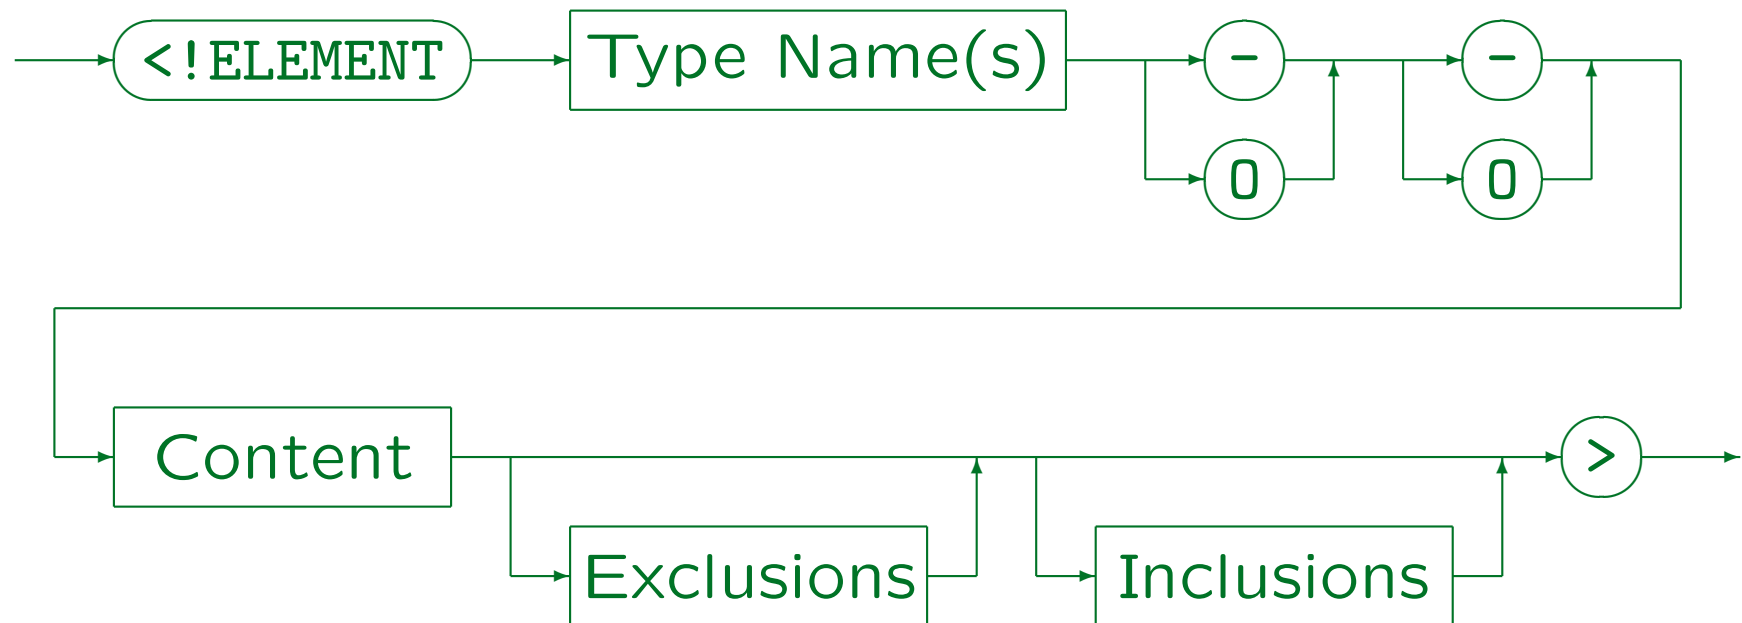 <!ELEMENT Type Name(s) - -
O O
Content >
Exclusions Inclusions